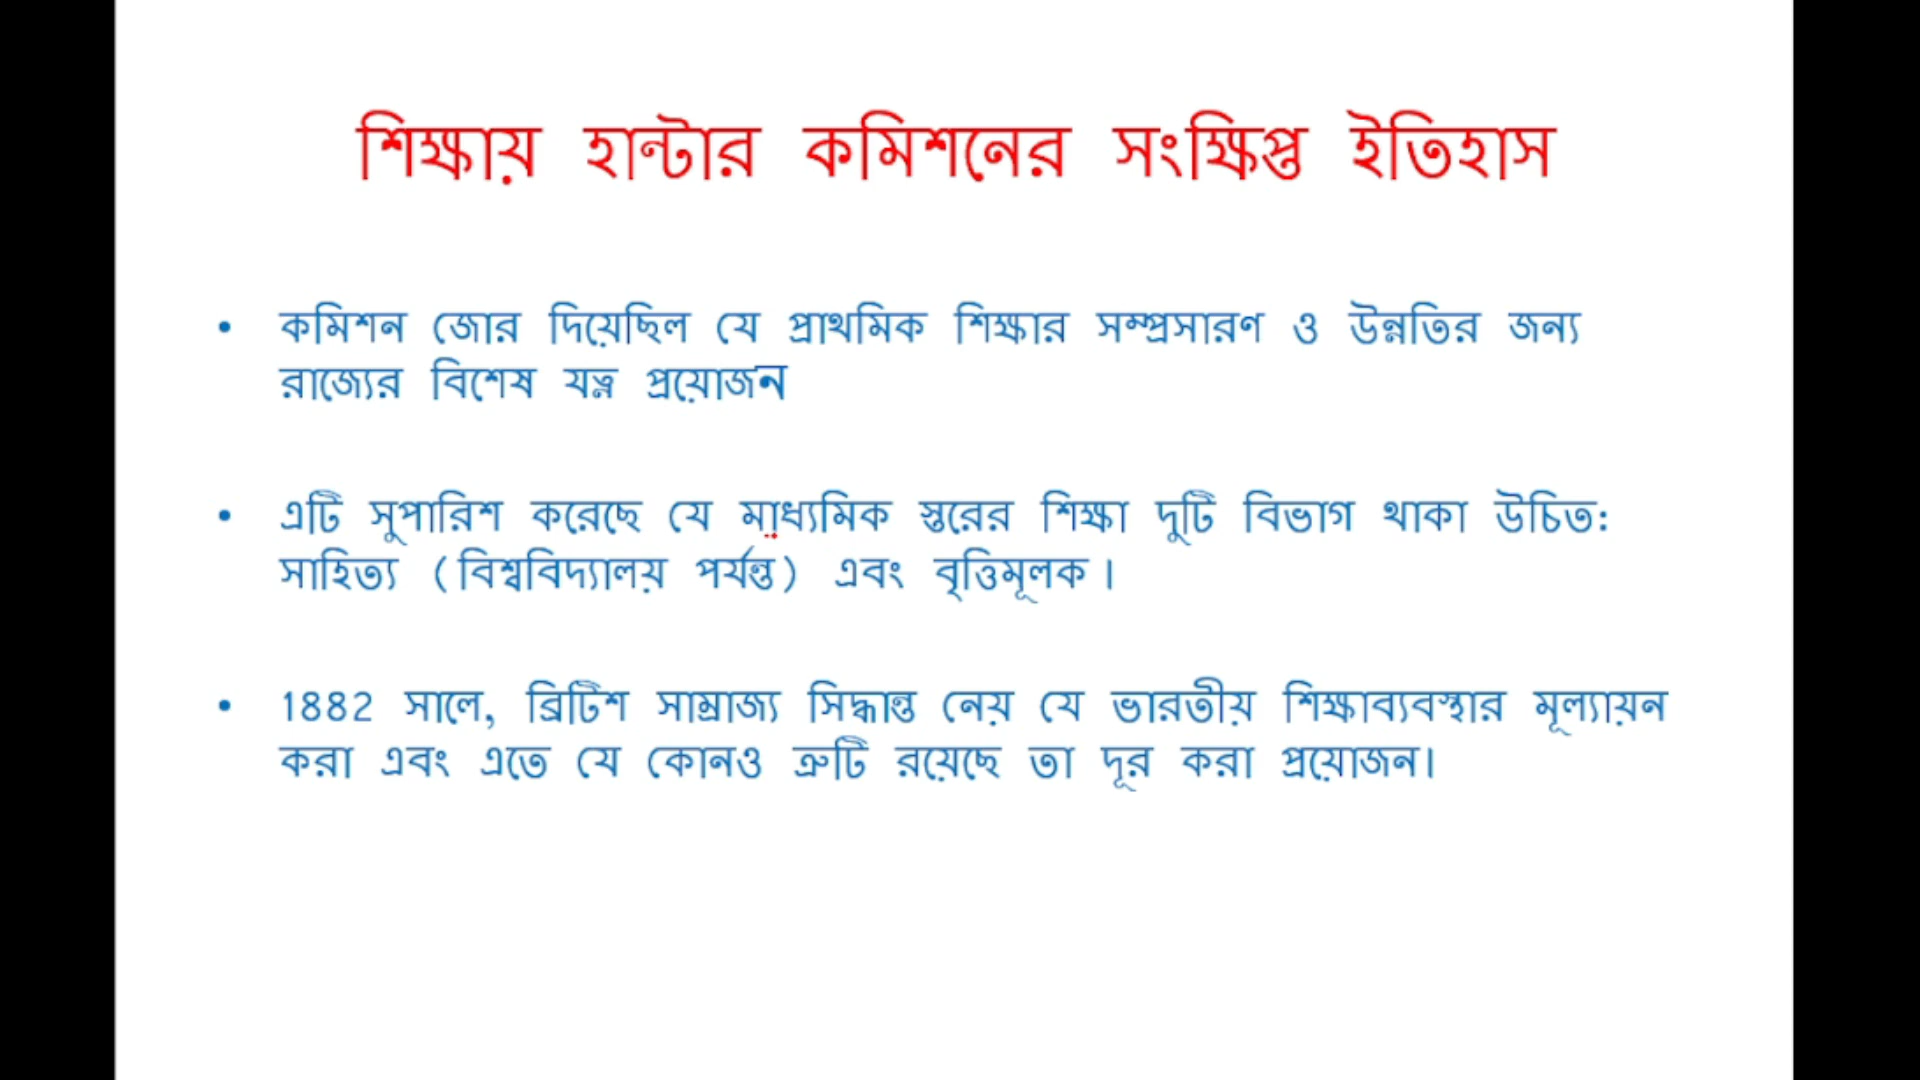 শিক্ষায় হান্টার কমিশনের সংক্ষিপ্ত ইতিহাস
• কমিশন জোর দিয়েছিল যে প্রাথমিক শিক্ষার সম্প্রসারণ ও উন্নতির জন্য
রাজ্যের বিশেষ যত্ন প্রয়োজন
• এটি সুপারিশ করেছে যে মাধ্যমিক স্তরের শিক্ষা দুটি বিভাগ থাকা উচিত:
সাহিত্য (বিশ্ববিদ্যালয় পর্যন্ত) এবং বৃত্তিমূলক।
• 1882 সালে, ব্রিটিশ সাম্রাজ্য সিদ্ধান্ত নেয় যে ভারতীয় শিক্ষাব্যবস্থার মূল্যায়ন
করা এবং এতে যে কোনও ত্রুটি রয়েছে তা দূর করা প্রয়োজন।